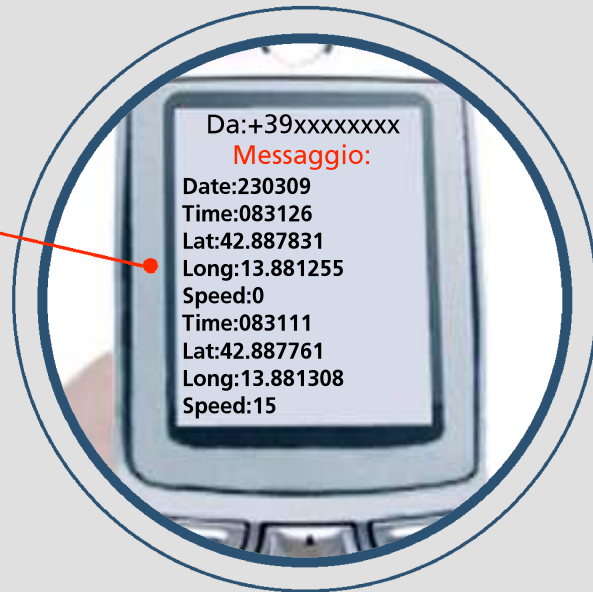 Da:+39xxxxxxxx
Messaggio:
Date:230309
Time:083126
Lat:42.887831
Long:13.881255
Speed:0
Time:083111
Lat:42.887761
Long:13.881308
Speed:15